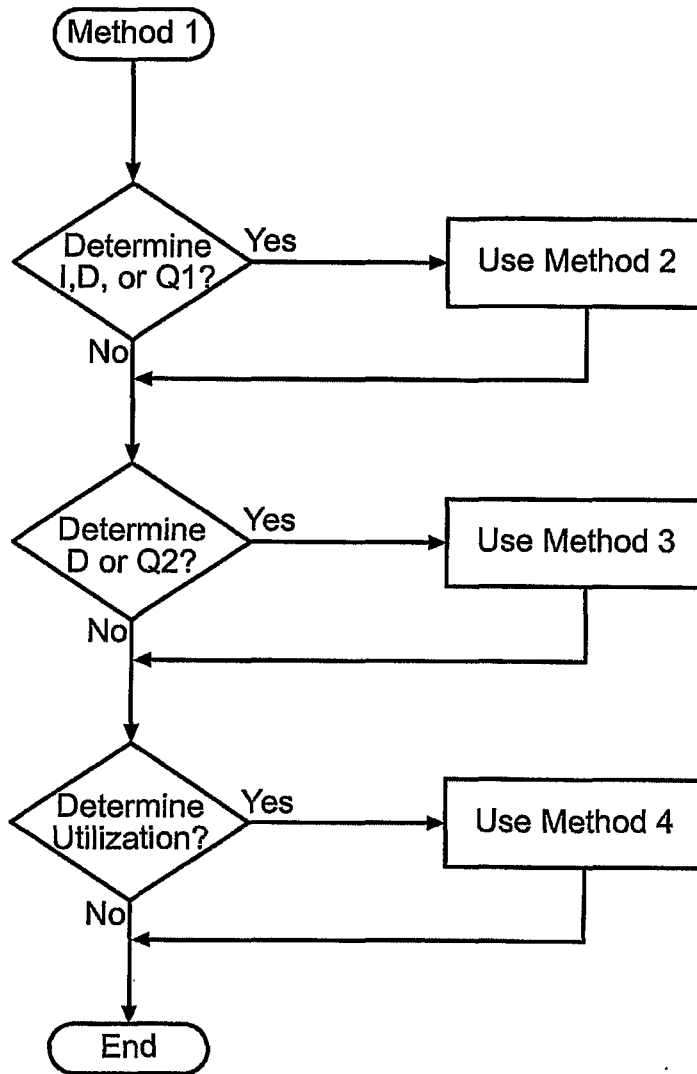 Method 1
Determine
I,D, or Q1?
Yes
Use Method 2
No
Determine
D or Q2?
Yes
Use Method 3
No
Determine
Utilization?
Yes
Use Method 4
No
End